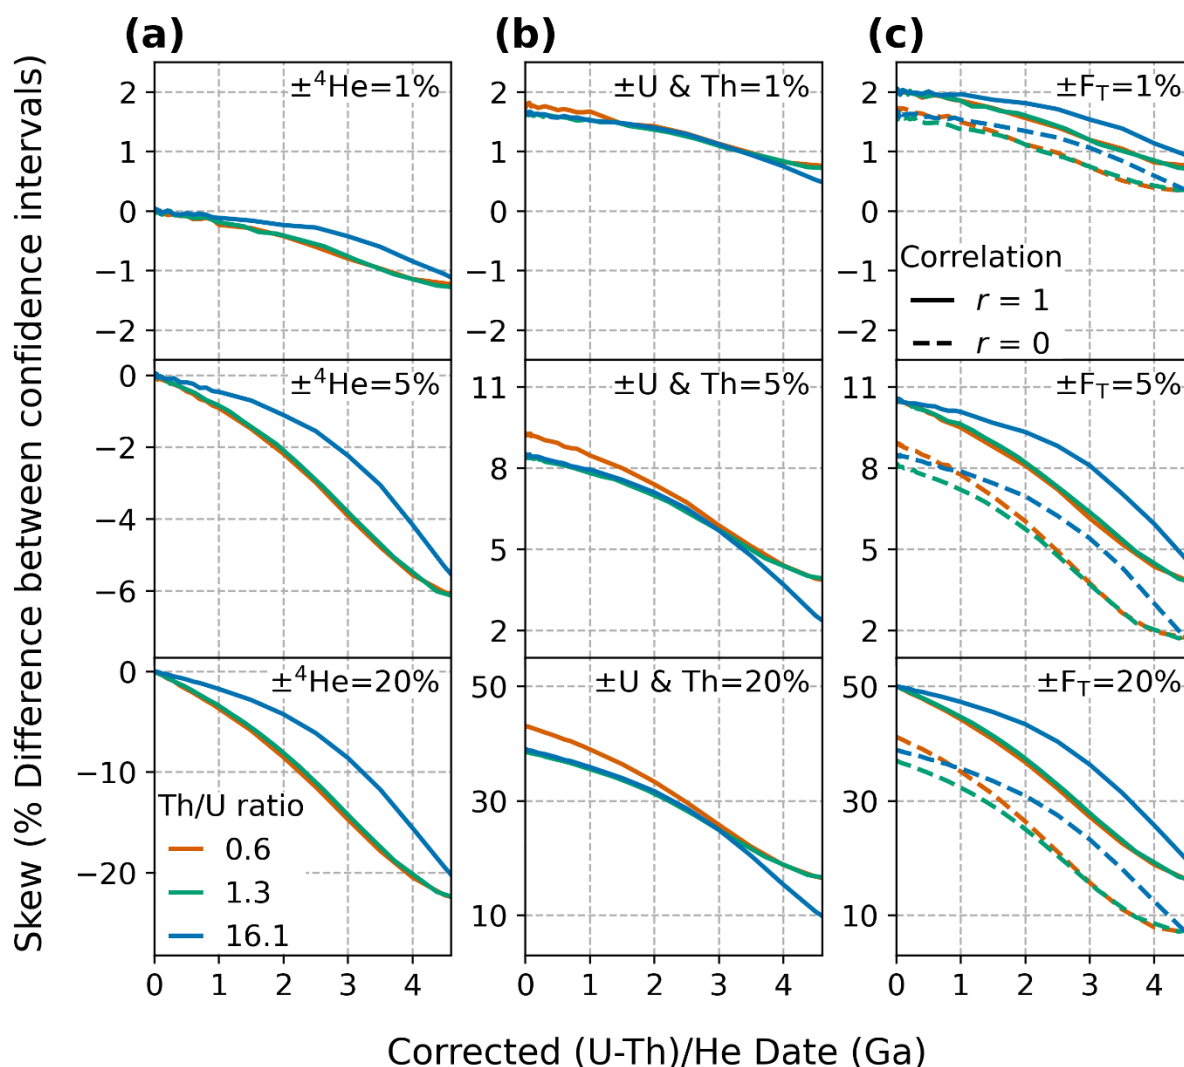 (a) (b) (c)
Skew (% Difference between confidence intervals)
±⁴He=1%
2
1
0
−1
−2
±U & Th=1%
2
1
0
−1
−2
±F_T=1%
2
1
0
−1
−2
Correlation
r = 1
r = 0
±⁴He=5%
0
−2
−4
−6
±U & Th=5%
11
8
5
2
±F_T=5%
11
8
5
2
±⁴He=20%
0
−10
−20
Th/U ratio
0.6
1.3
16.1
0 1 2 3 4
±U & Th=20%
50
30
10
0 1 2 3 4
±F_T=20%
50
30
10
0 1 2 3 4
Corrected (U-Th)/He Date (Ga)